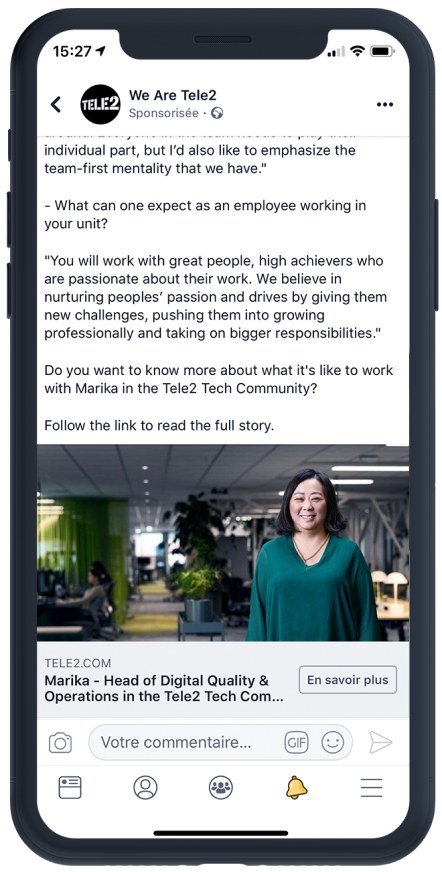 15:27
TELE2
We Are Tele2
Sponsorisée ·
individual part, but I'd also like to emphasize the
team-first mentality that we have."
- What can one expect as an employee working in
your unit?
"You will work with great people, high achievers who
are passionate about their work. We believe in
nurturing peoples' passion and drives by giving them
new challenges, pushing them into growing
professionally and taking on bigger responsibilities."
Do you want to know more about what it's like to work
with Marika in the Tele2 Tech Community?
Follow the link to read the full story.
TELE2.COM
Marika - Head of Digital Quality &
Operations in the Tele2 Tech Com...
En savoir plus
Votre commentaire...
GIF